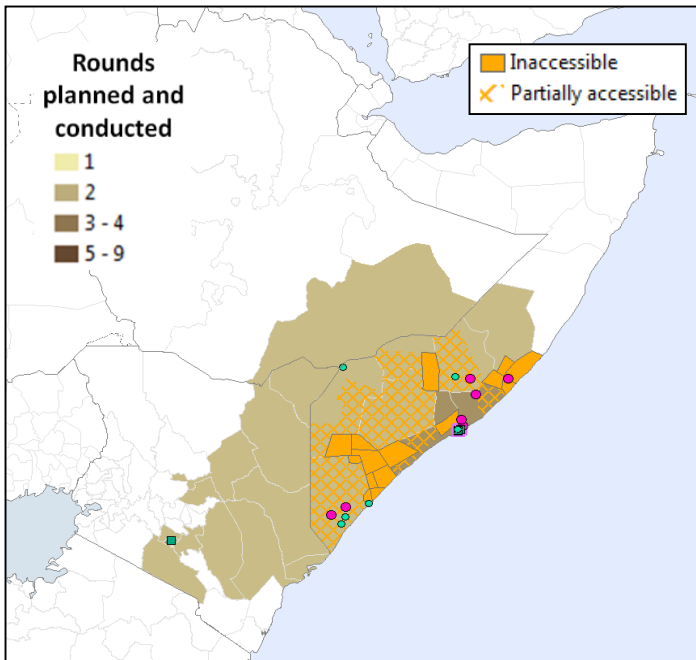 Rounds
planned and
conducted
1
2
3 - 4
5 - 9
Inaccessible
Partially accessible